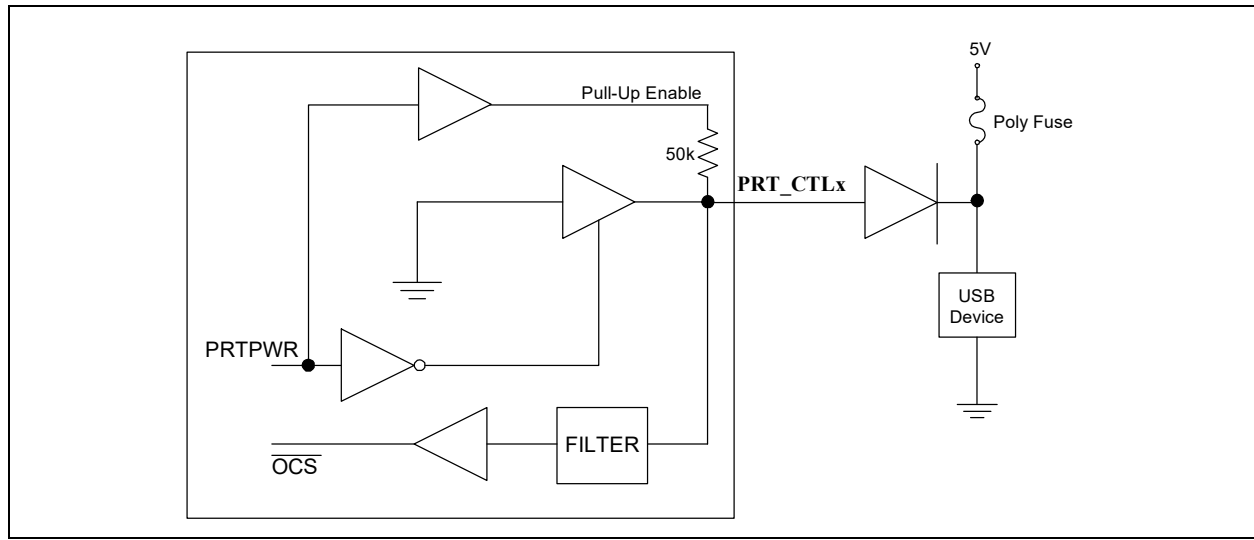 5V
Pull-Up Enable
Poly Fuse
50k
PRT_CTLx
USB
Device
PRTPWR
FILTER
OCS